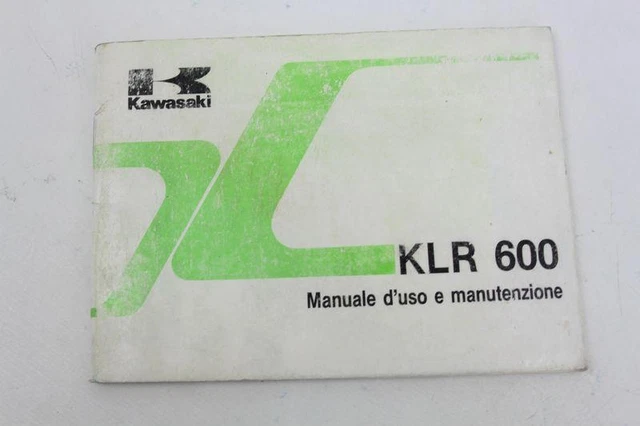 Kawasaki
KLR 600
Manuale d'uso e manutenzione